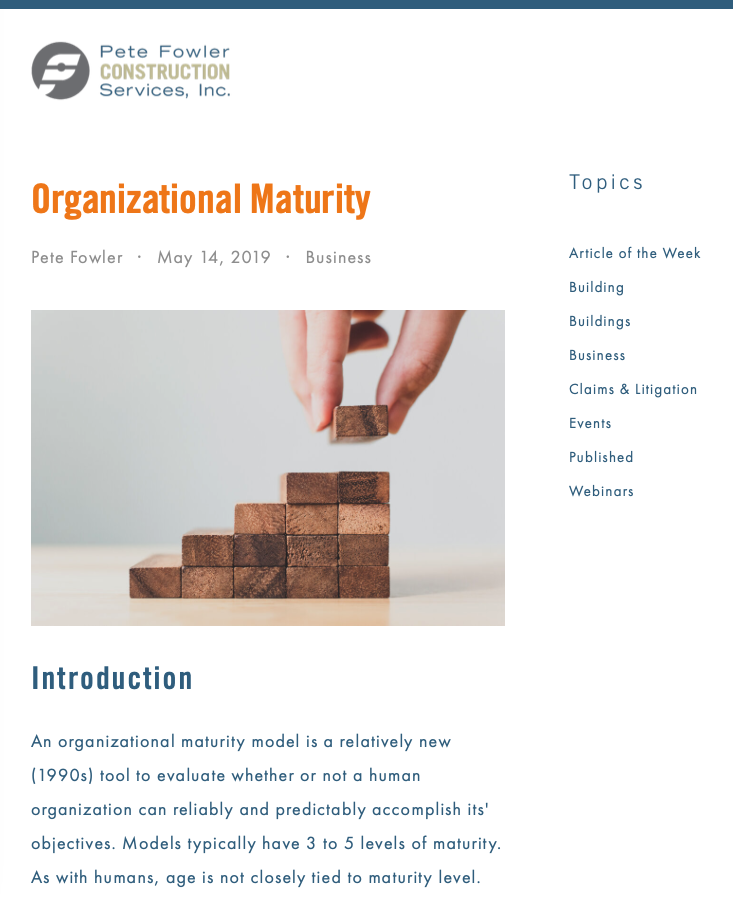 Pete Fowler
CONSTRUCTION
Services, Inc.
Organizational Maturity
Pete Fowler · May 14, 2019 · Business
Introduction
An organizational maturity model is a relatively new
(1990s) tool to evaluate whether or not a human
organization can reliably and predictably accomplish its'
objectives. Models typically have 3 to 5 levels of maturity.
As with humans, age is not closely tied to maturity level.
Topics
Article of the Week
Building
Buildings
Business
Claims & Litigation
Events
Published
Webinars